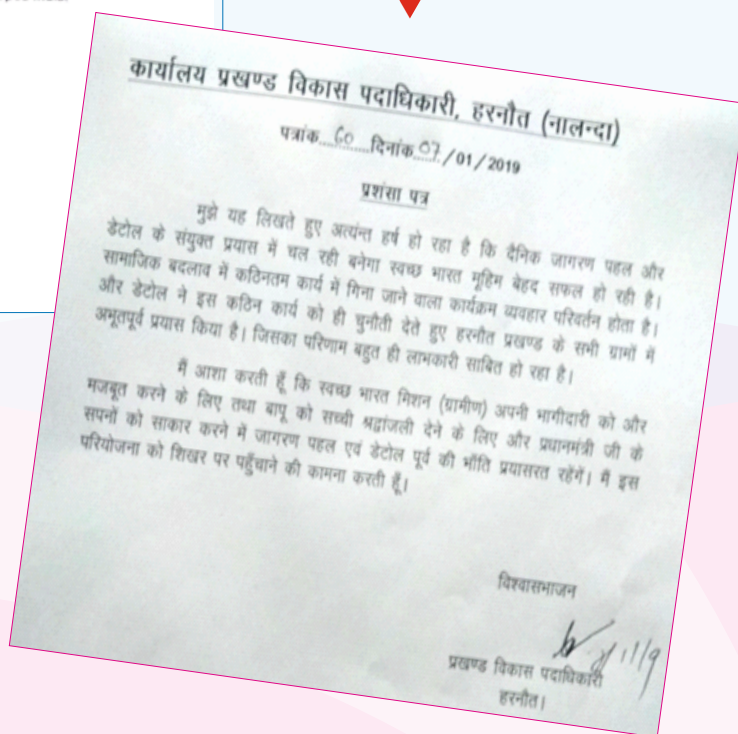 कार्यालय प्रखण्ड विकास पदाधिकारी, हरनौत (नालन्दा)
पत्रांक....60....दिनांक.07./01/2019
प्रशंसा पत्र
मुझे यह लिखते हुए अत्यंन्त हर्ष हो रहा है कि दैनिक जागरण पहल और
डेटोल के संयुक्त प्रयास में चल रही बनेगा स्वच्छ भारत मूहिम बेहद सफल हो रही है।
सामाजिक बदलाव में कठिनतम कार्य में गिना जाने वाला कार्यक्रम व्यवहार परिवर्तन होता है।
और डेटोल ने इस कठिन कार्य को ही चुनौती देते हुए हरनौत प्रखण्ड के सभी ग्रामों में
अभूतपूर्व प्रयास किया है। जिसका परिणाम बहुत ही लाभकारी साबित हो रहा है।
मैं आशा करती हूँ कि स्वच्छ भारत मिशन (ग्रामीण) अपनी भागीदारी को और
मजबूत करने के लिए तथा बापू को सच्ची श्रद्वांजली देने के लिए और प्रधानमंत्री जी के
सपनों को साकार करने में जागरण पहल एवं डेटोल पूर्व की भाँति प्रयासरत रहेंगें। मै इस
परियोजना को शिखर पर पहुँचाने की कामना करती हूँ।
विश्वासभाजन
प्रखण्ड विकास पदाधिकारी
हरनौत।